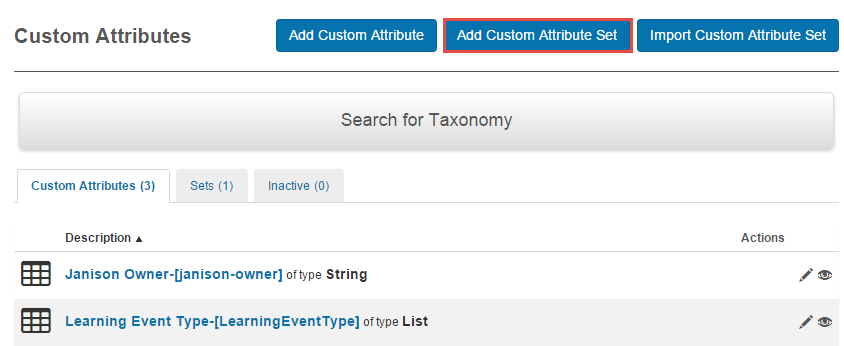 Custom Attributes
Add Custom Attribute
Add Custom Attribute Set
Import Custom Attribute Set
Search for Taxonomy
Custom Attributes (3)
Sets (1)
Inactive (0)
Description ▲
Actions
Janison Owner-[janison-owner] of type String
Learning Event Type-[LearningEventType] of type List